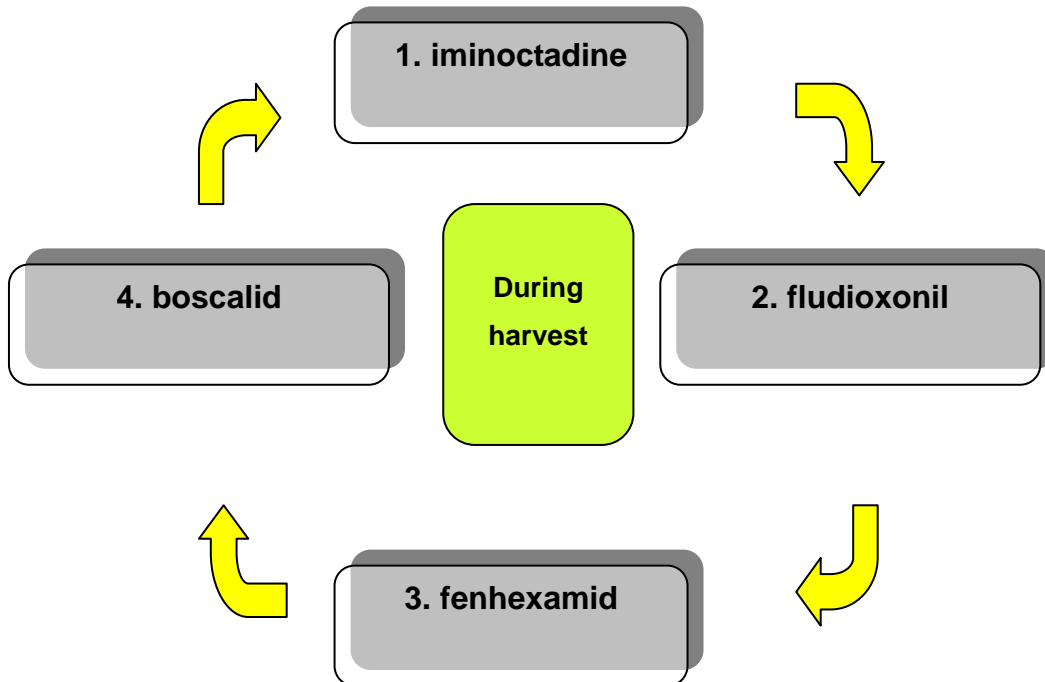 1. iminoctadine
4. boscalid
During
harvest
2. fludioxonil
3. fenhexamid